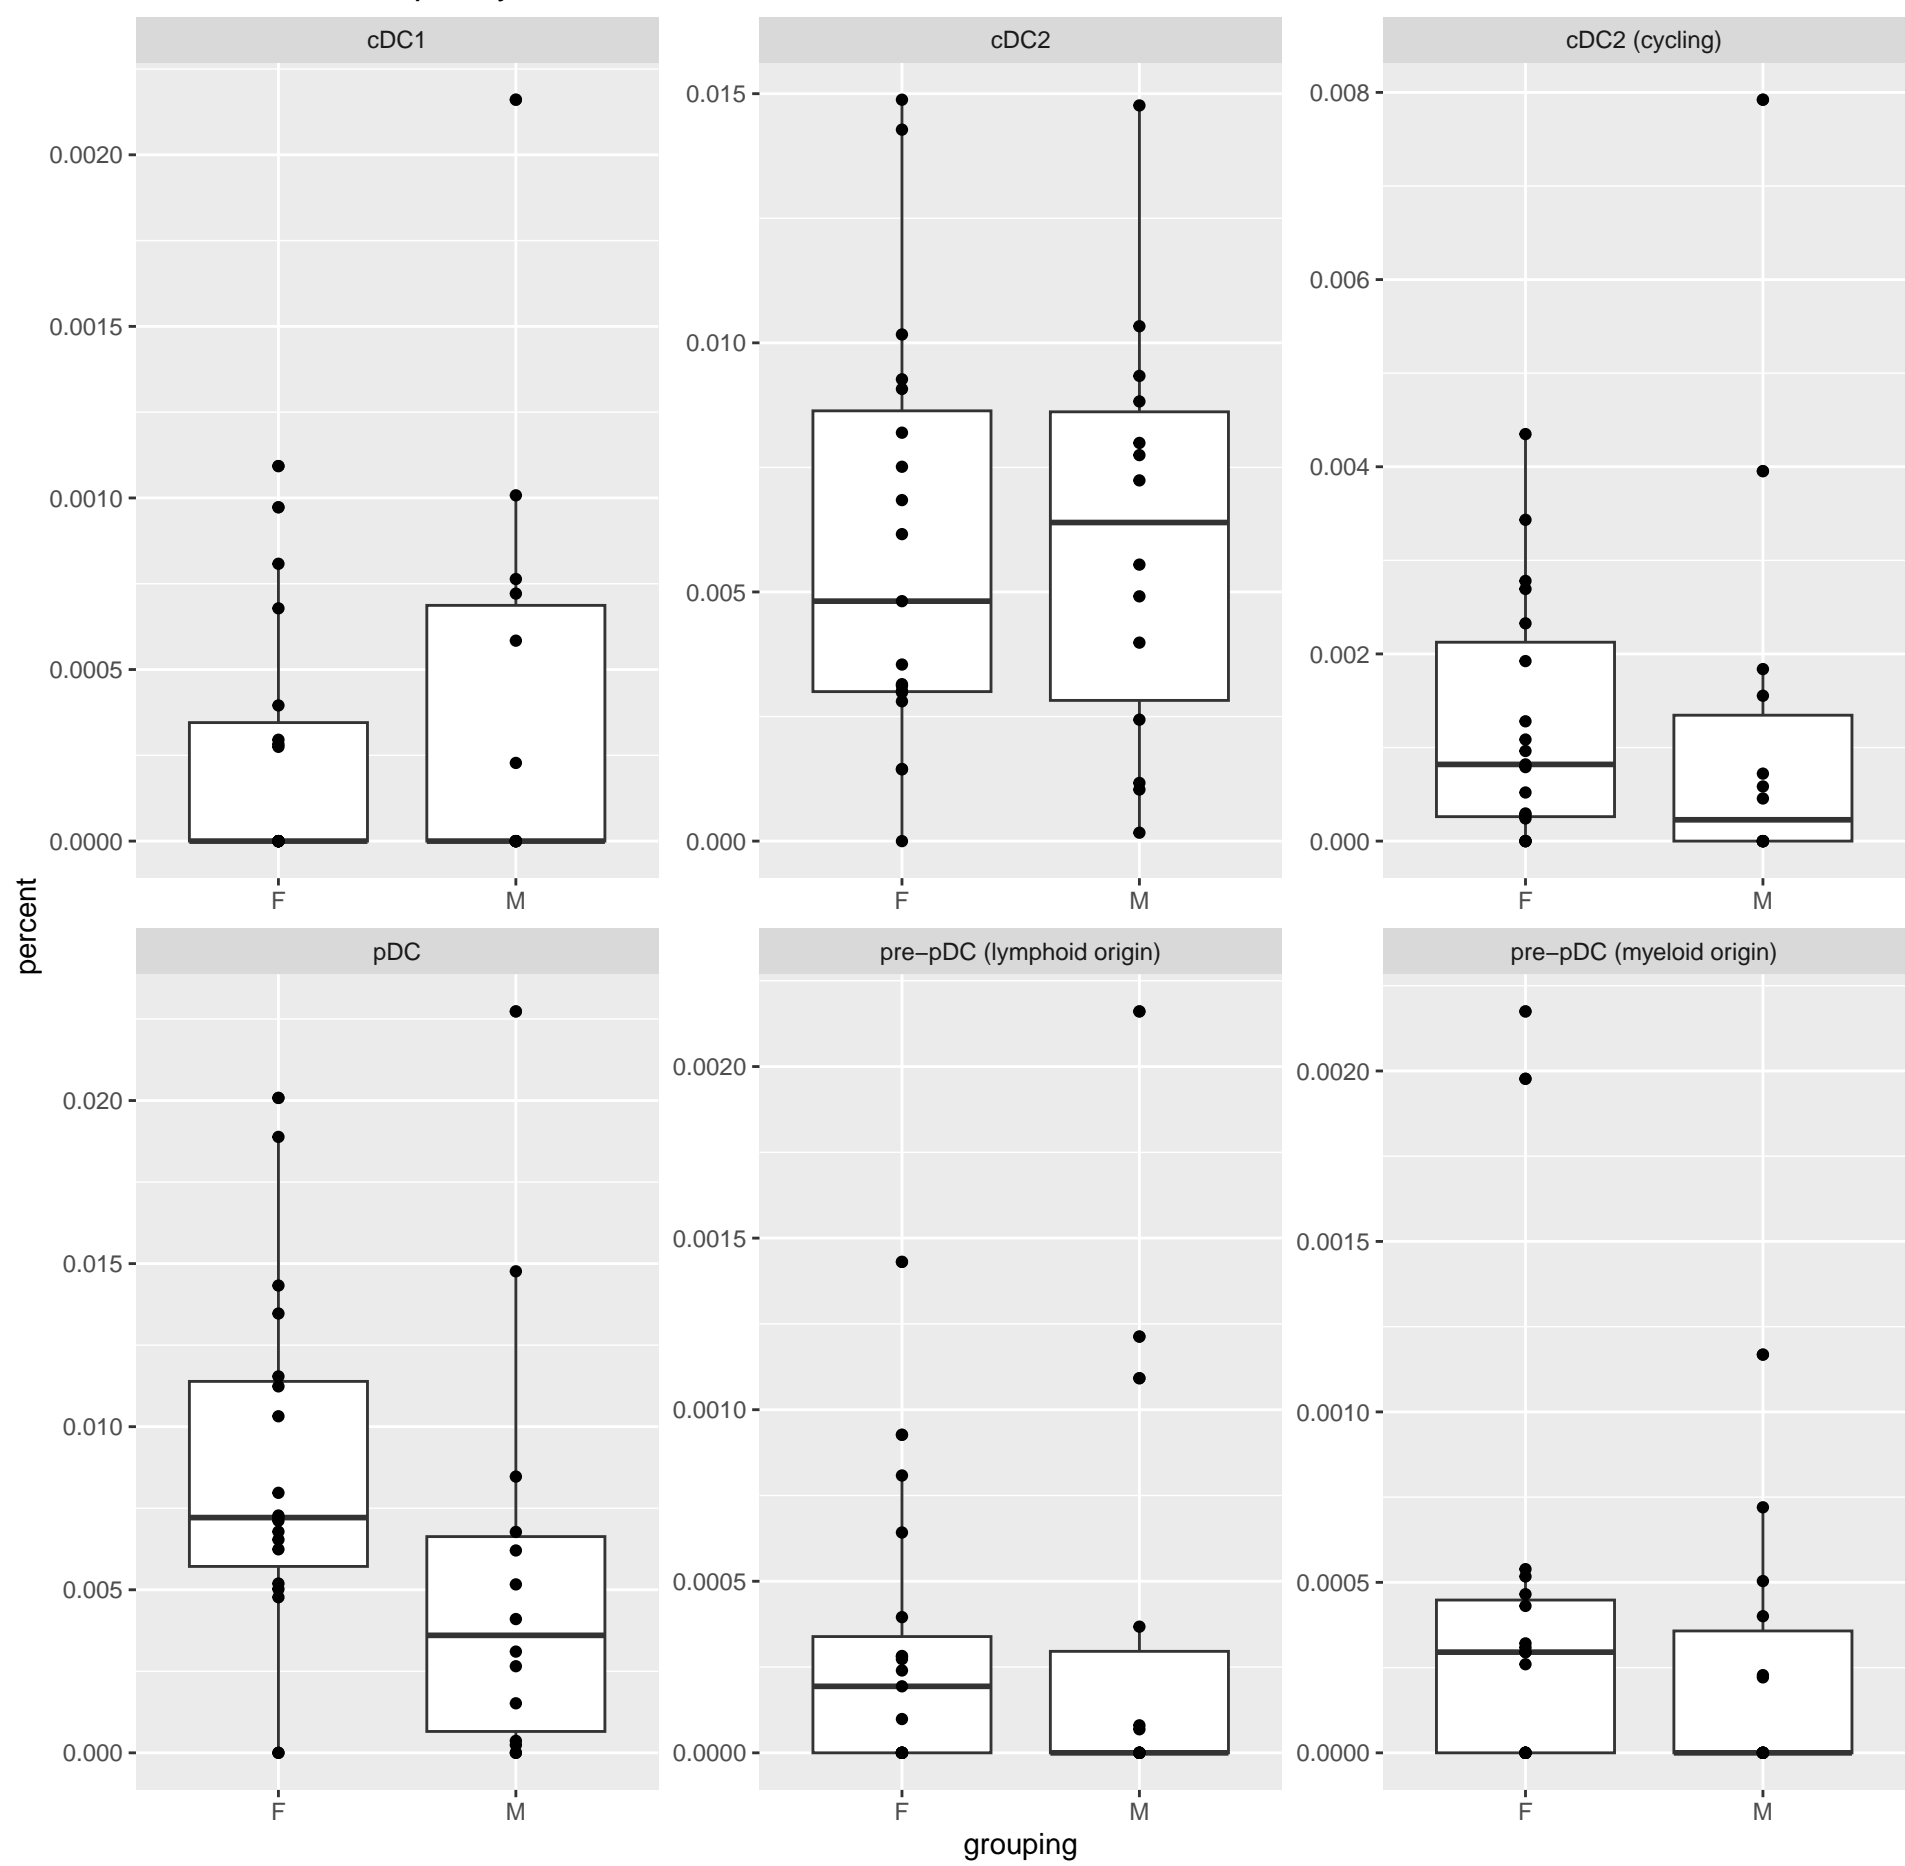 cDC1
cDC2
cDC2 (cycling)
0.0020
0.0015
0.0010
0.0005
0.0000
F
M
0.015
0.010
0.005
0.000
F
M
0.008
0.006
0.004
0.002
0.000
F
M
percent
pDC
pre−pDC (lymphoid origin)
pre−pDC (myeloid origin)
0.020
0.015
0.010
0.005
0.000
F
M
0.0020
0.0015
0.0010
0.0005
0.0000
F
M
0.0020
0.0015
0.0010
0.0005
0.0000
F
M
grouping